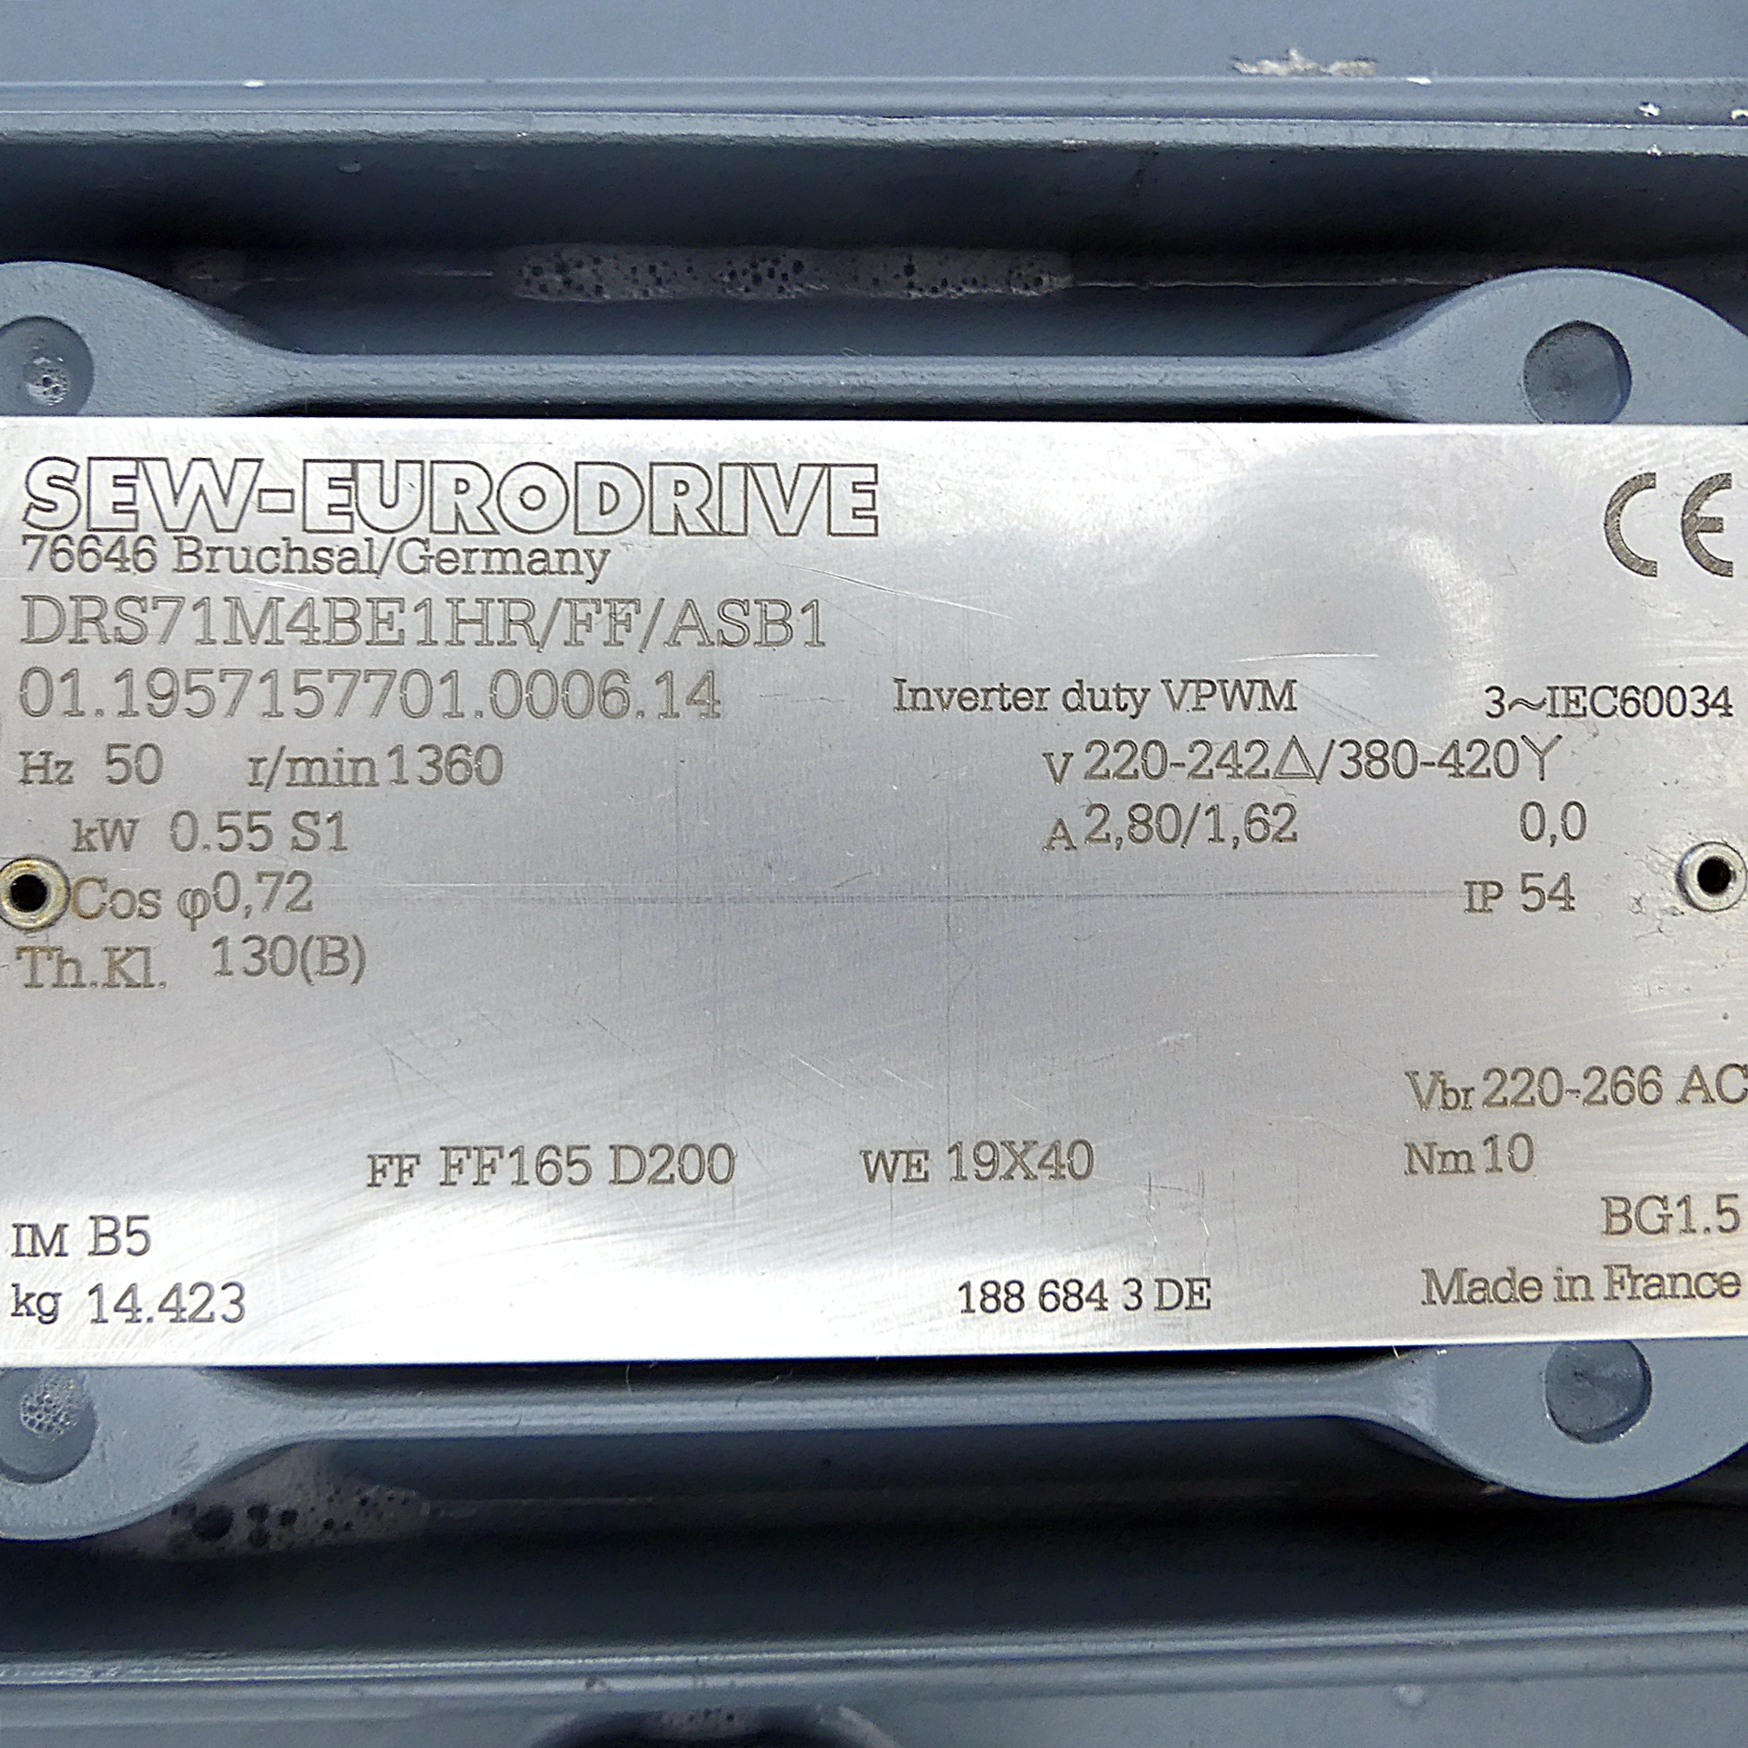 SEW-EURODRIVE
CE
76646 Bruchsal/Germany
DRS71M4BE1HR/FF/ASB1
01.1957157701.0006.14 Inverter duty VPWM 3~IEC60034
Hz 50 r/min 1360 V 220-242△/380-420Y
kW 0.55 S1 A 2,80/1,62 0,0
Cos φ 0,72 IP 54
Th.Kl. 130(B)
Vbr 220-266 AC
FF FF165 D200 WE 19X40 Nm 10
IM B5 BG1.5
kg 14.423 188 684 3 DE Made in France